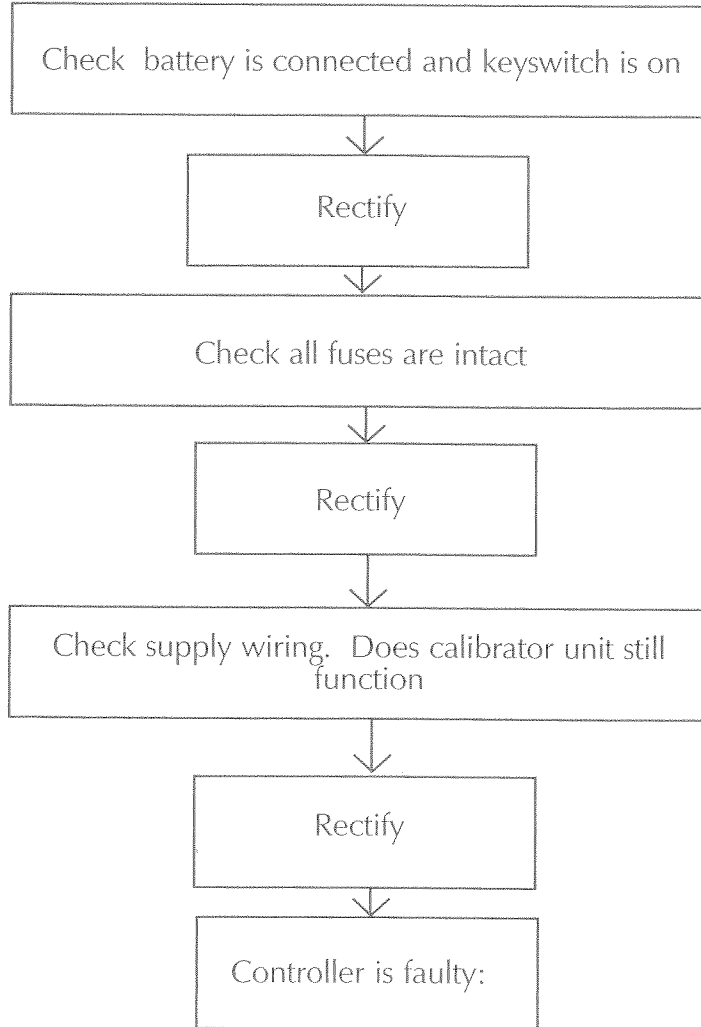 Check battery is connected and keyswitch is on
Rectify
Check all fuses are intact
Rectify
Check supply wiring. Does calibrator unit still
function
Rectify
Controller is faulty: